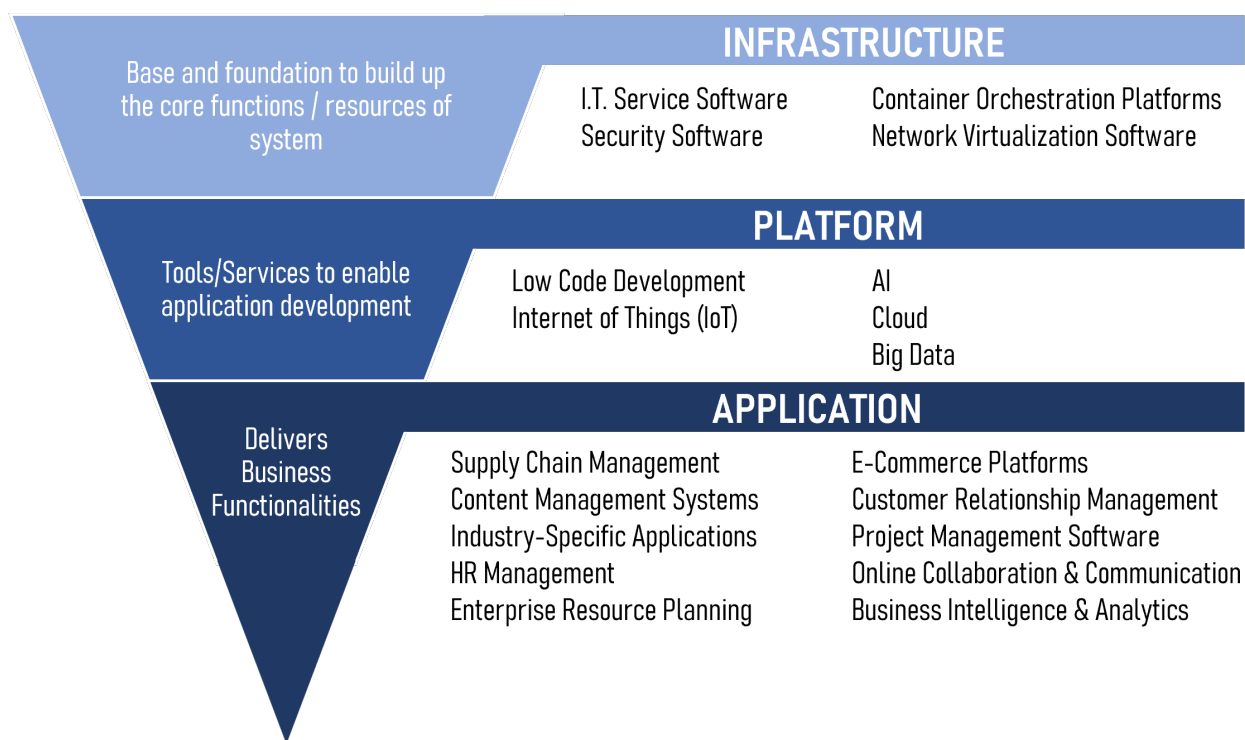 INFRASTRUCTURE
Base and foundation to build up
the core functions / resources of
system
I.T. Service Software
Security Software
Container Orchestration Platforms
Network Virtualization Software
PLATFORM
Tools/Services to enable
application development
Low Code Development
Internet of Things (IoT)
AI
Cloud
Big Data
APPLICATION
Delivers
Business
Functionalities
Supply Chain Management
Content Management Systems
Industry-Specific Applications
HR Management
Enterprise Resource Planning
E-Commerce Platforms
Customer Relationship Management
Project Management Software
Online Collaboration & Communication
Business Intelligence & Analytics